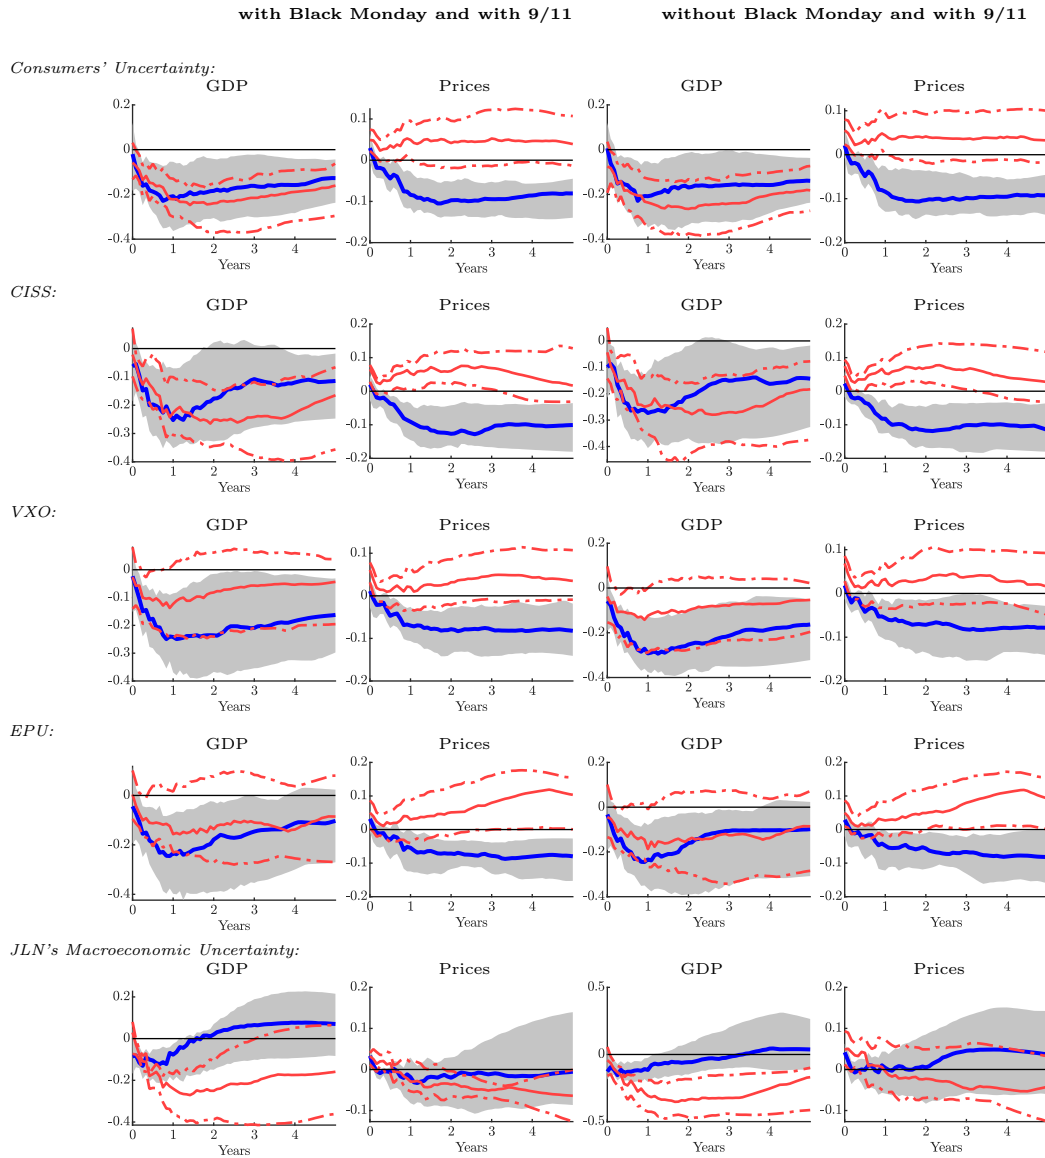 with Black Monday and with 9/11 without Black Monday and with 9/11
Consumers' Uncertainty:
GDP Prices GDP Prices
0.2 0 -0.2 -0.4 0.1 0 -0.1 -0.2 0.2 0 -0.2 -0.4 0.1 0 -0.1 -0.2
0 1 2 3 4 0 1 2 3 4 0 1 2 3 4 0 1 2 3 4
Years Years Years Years
CISS:
GDP Prices GDP Prices
0 -0.1 -0.2 -0.3 -0.4 0.2 0.1 0 -0.1 -0.2 0 -0.1 -0.2 -0.3 -0.4 0.2 0.1 0 -0.1 -0.2
0 1 2 3 4 0 1 2 3 4 0 1 2 3 4 0 1 2 3 4
Years Years Years Years
VXO:
GDP Prices GDP Prices
0 -0.1 -0.2 -0.3 -0.4 0.1 0 -0.1 -0.2 0.2 0 -0.2 -0.4 0.1 0 -0.1 -0.2
0 1 2 3 4 0 1 2 3 4 0 1 2 3 4 0 1 2 3 4
Years Years Years Years
EPU:
GDP Prices GDP Prices
0 -0.2 -0.4 0.2 0.1 0 -0.1 -0.2 0.2 0 -0.2 -0.4 0.2 0.1 0 -0.1 -0.2
0 1 2 3 4 0 1 2 3 4 0 1 2 3 4 0 1 2 3 4
Years Years Years Years
JLN's Macroeconomic Uncertainty:
GDP Prices GDP Prices
0.2 0 -0.2 -0.4 0.2 0.1 0 -0.1 0.5 0 -0.5 0.2 0.1 0 -0.1
0 1 2 3 4 0 1 2 3 4 0 1 2 3 4 0 1 2 3 4
Years Years Years Years